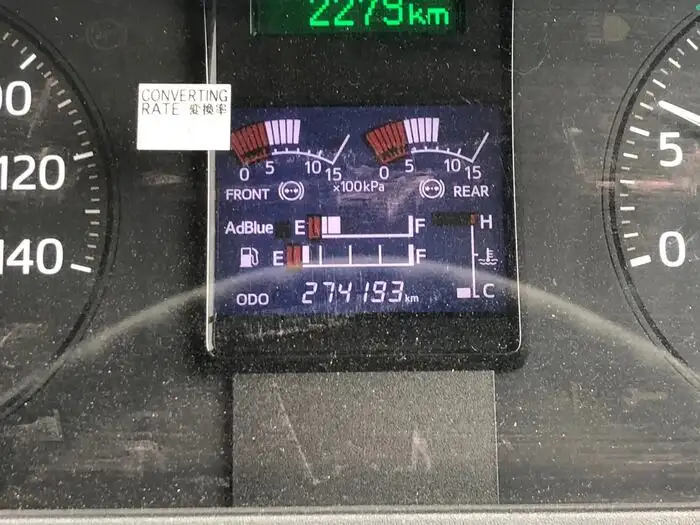 2279km
CONVERTING
RATE 変換率
00
120
140
5
0
0 5 10 15
0 5 10 15
FRONT ×100kPa REAR
AdBlue E F H
E F
C
ODO 274193km